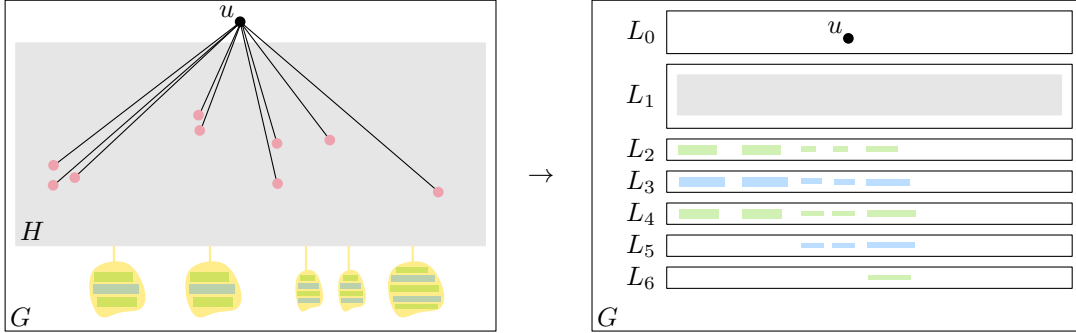 u
H
G
→
L₀
u
L₁
L₂
L₃
L₄
L₅
L₆
G